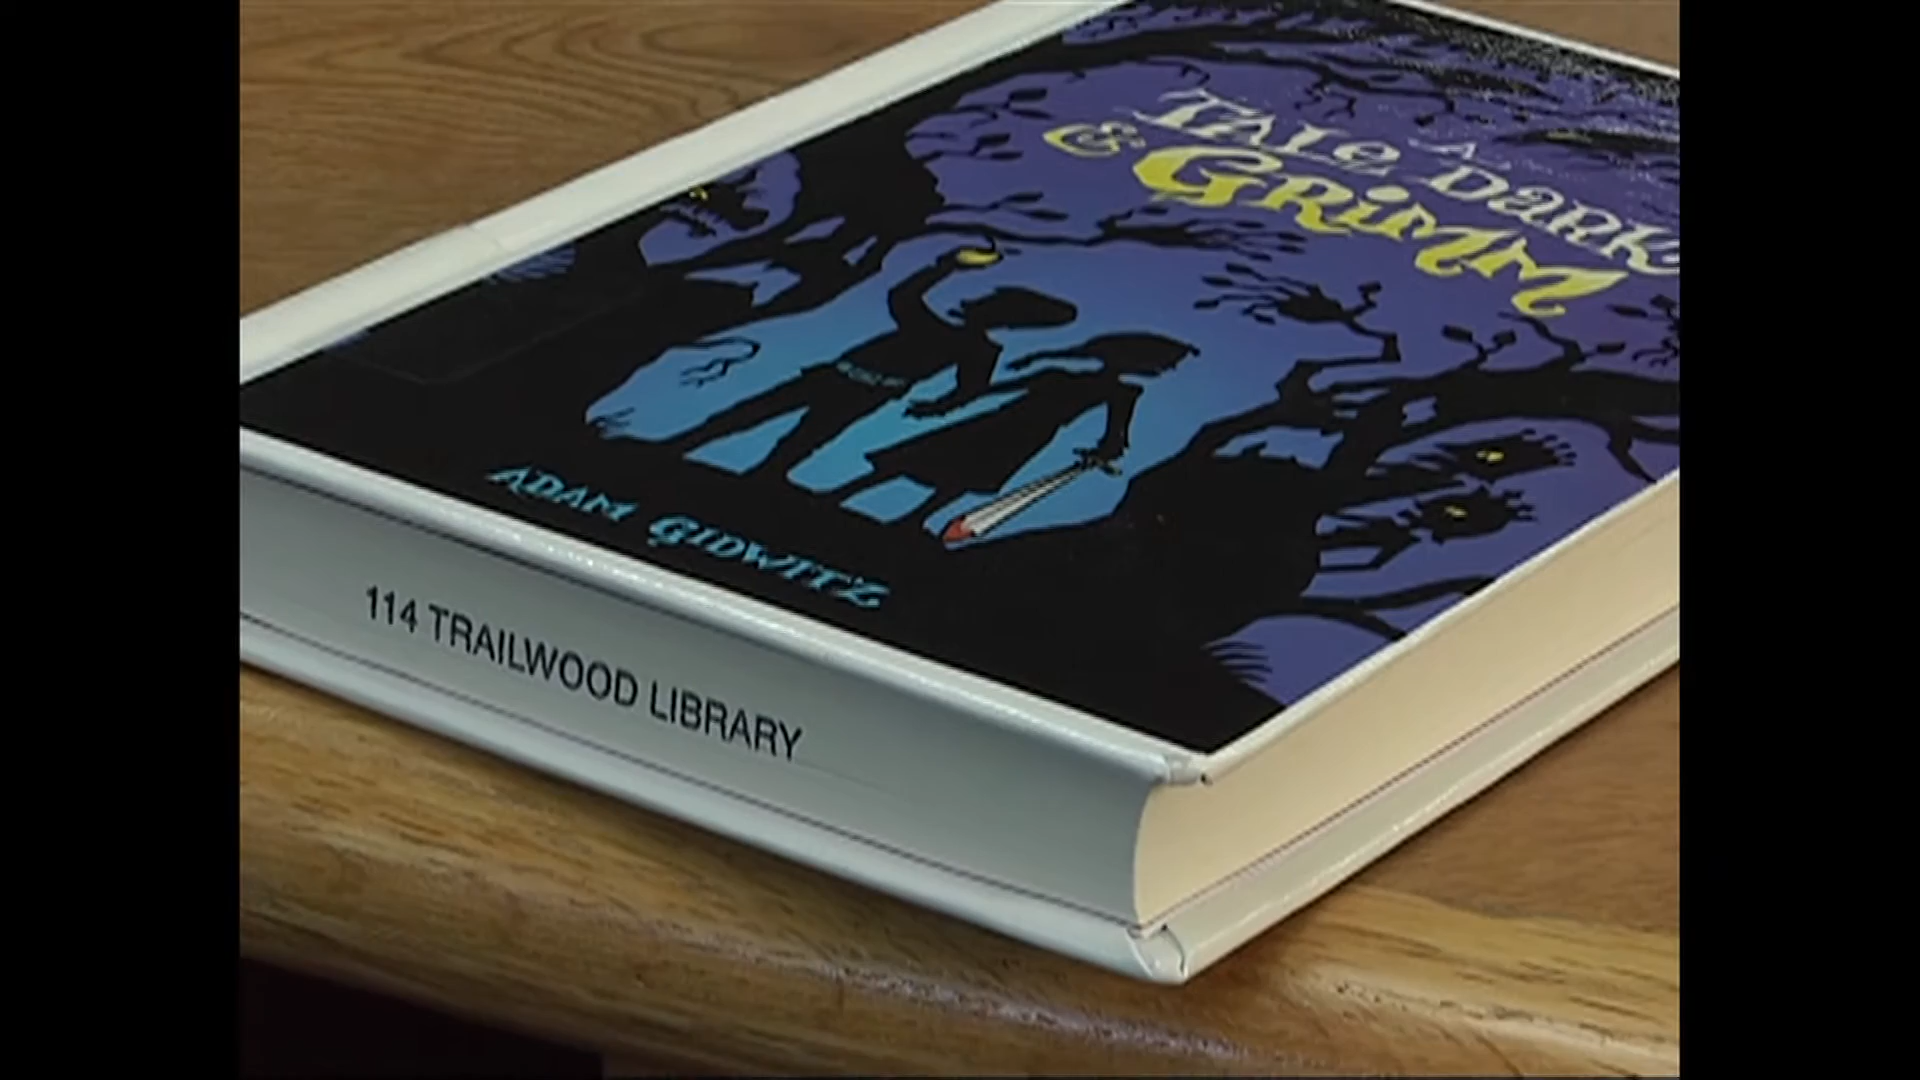 A
TALE DARK
& GRIMM
ADAM GIDWITZ
114 TRAILWOOD LIBRARY